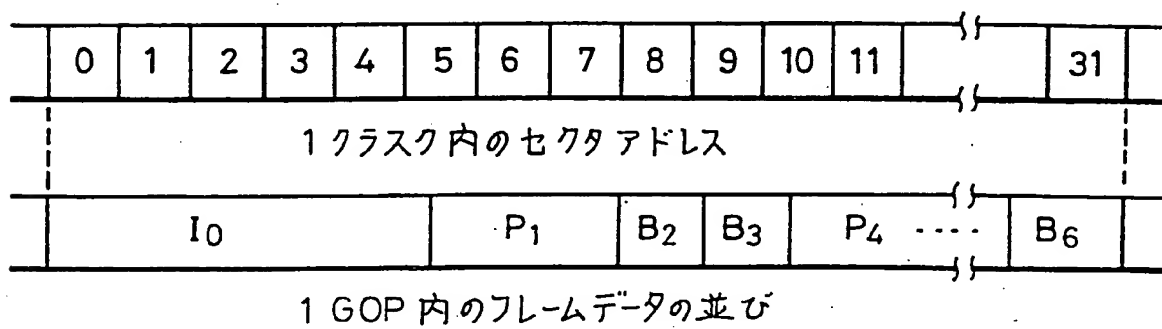 0 1 2 3 4 5 6 7 8 9 10 11 31
1クラスク内のセクタアドレス
I0 P1 B2 B3 P4 ---- B6
1 GOP内のフレームデータの並び